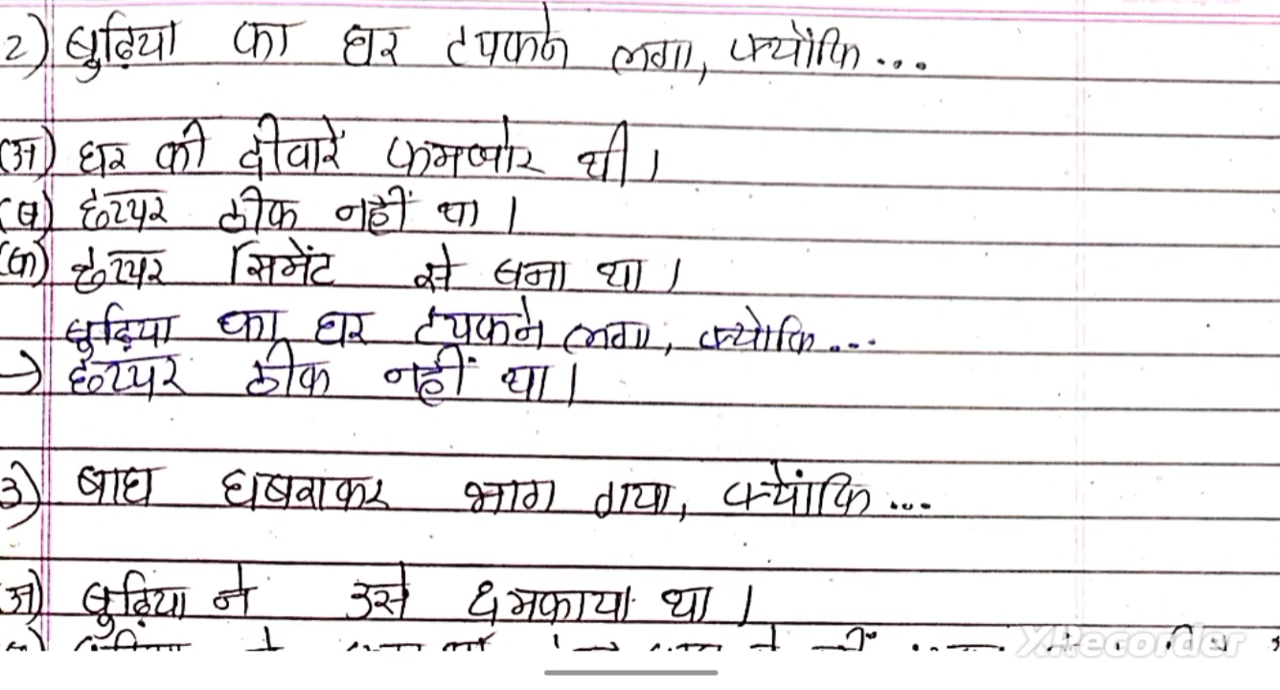 2) बुढ़िया का घर टपकने लगा, क्योंकि...
(अ) घर की दीवारें कमजोर थी।
(ब) छप्पर ठीक नहीं था।
(क) छप्पर सिमेंट से बना था।
बुढ़िया का घर टपकने लगा, क्योकि...
→ छप्पर ठीक नहीं था।
3) बाघ घबराकर भाग गया, क्योंकि...
अ) बुढ़िया ने उसे धमकाया था।
XRecorder